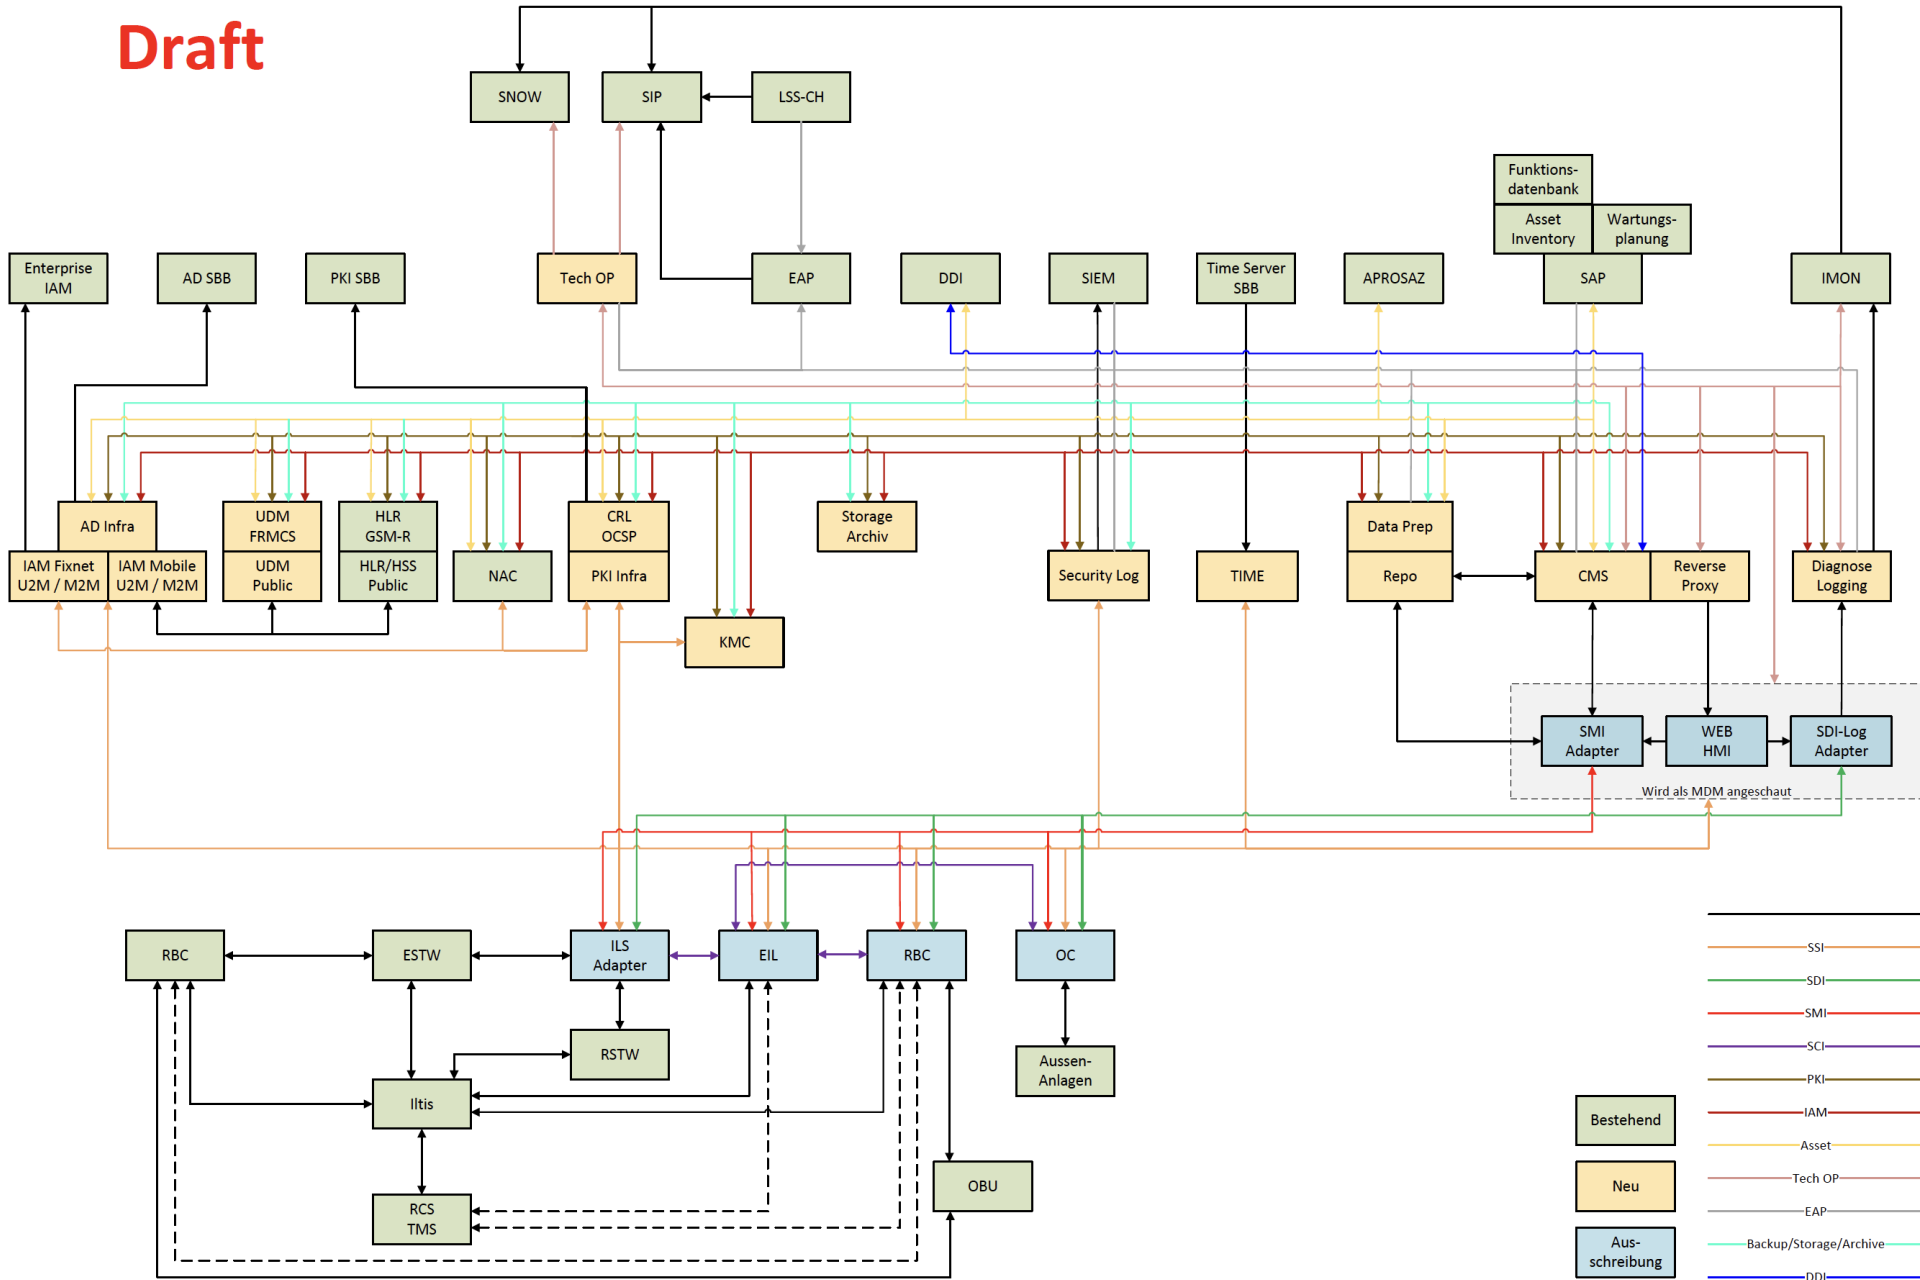 Draft
SNOW
SIP
LSS-CH
Funktions-
datenbank
Asset
Inventory
Wartungs-
planung
Enterprise
IAM
AD SBB
PKI SBB
Tech OP
EAP
DDI
SIEM
Time Server
SBB
APROSAZ
SAP
IMON
AD Infra
UDM
FRMCS
HLR
GSM-R
CRL
OCSP
Storage
Archiv
Data Prep
IAM Fixnet
U2M / M2M
IAM Mobile
U2M / M2M
UDM
Public
HLR/HSS
Public
NAC
PKI Infra
Security Log
TIME
Repo
CMS
Reverse
Proxy
Diagnose
Logging
KMC
SMI
Adapter
WEB
HMI
SDI-Log
Adapter
Wird als MDM angeschaut
RBC
ESTW
ILS
Adapter
EIL
RBC
OC
RSTW
Aussen-
Anlagen
Iltis
OBU
RCS
TMS
Bestehend
Neu
Aus-
schreibung
SSI
SDI
SMI
SCI
PKI
IAM
Asset
Tech OP
EAP
Backup/Storage/Archive
DDI